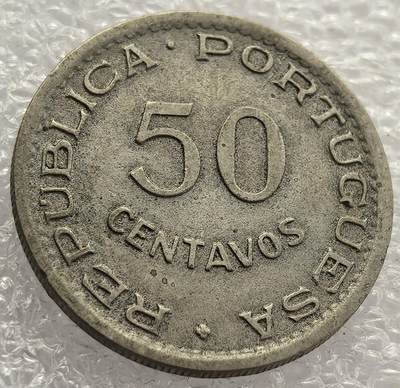 REPUBLICA · PORTUGUESA
50
CENTAVOS